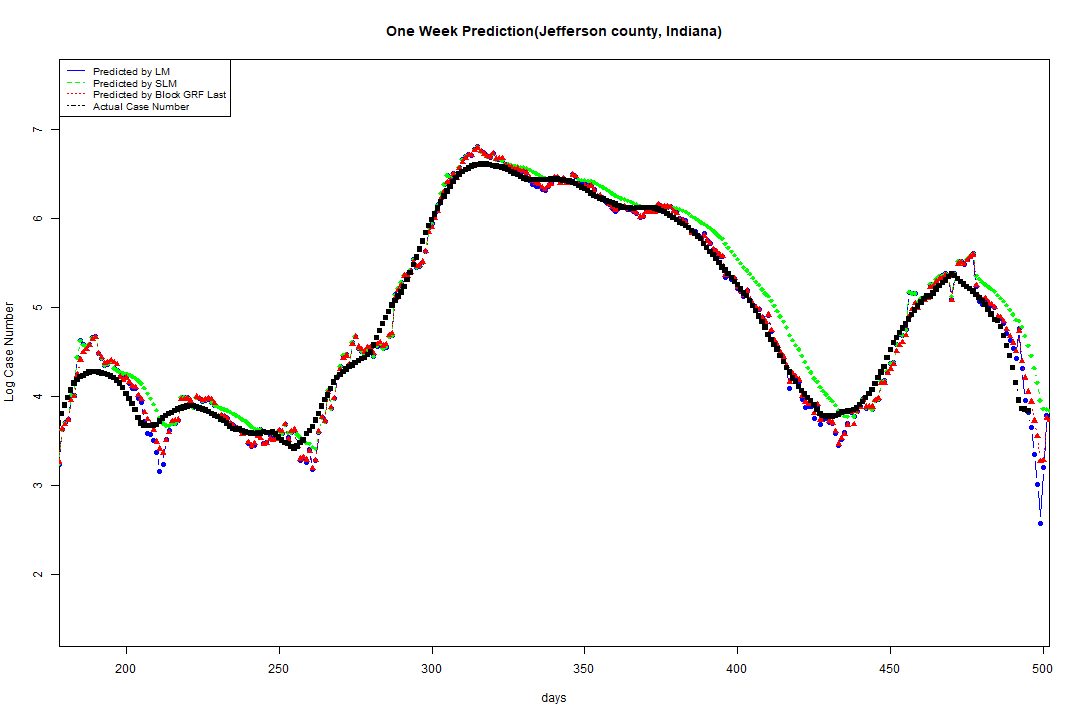 One Week Prediction(Jefferson county, Indiana)
Predicted by LM
Predicted by SLM
Predicted by Block GRF Last
Actual Case Number
7
6
5
4
3
2
Log Case Number
200 250 300 350 400 450 500
days